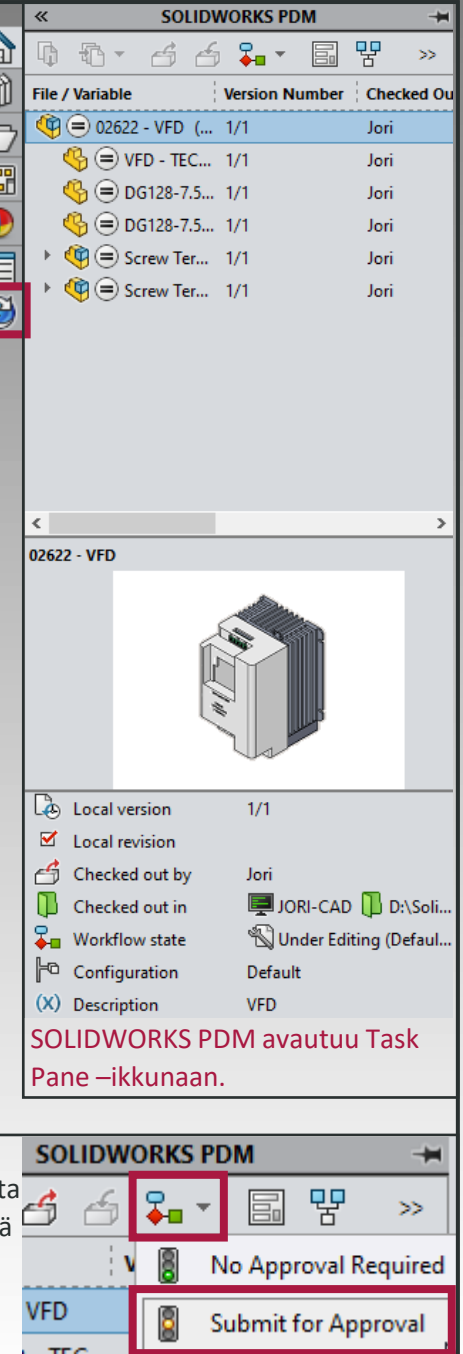 SOLIDWORKS PDM
File / Variable Version Number Checked Ou
02622 - VFD (... 1/1 Jori
VFD - TEC... 1/1 Jori
DG128-7.5... 1/1 Jori
DG128-7.5... 1/1 Jori
Screw Ter... 1/1 Jori
Screw Ter... 1/1 Jori
02622 - VFD
Local version 1/1
Local revision
Checked out by Jori
Checked out in JORI-CAD D:\Soli...
Workflow state Under Editing (Defaul...
Configuration Default
(x) Description VFD
SOLIDWORKS PDM avautuu Task
Pane –ikkunaan.
SOLIDWORKS PDM
ta
ä
No Approval Required
VFD
Submit for Approval